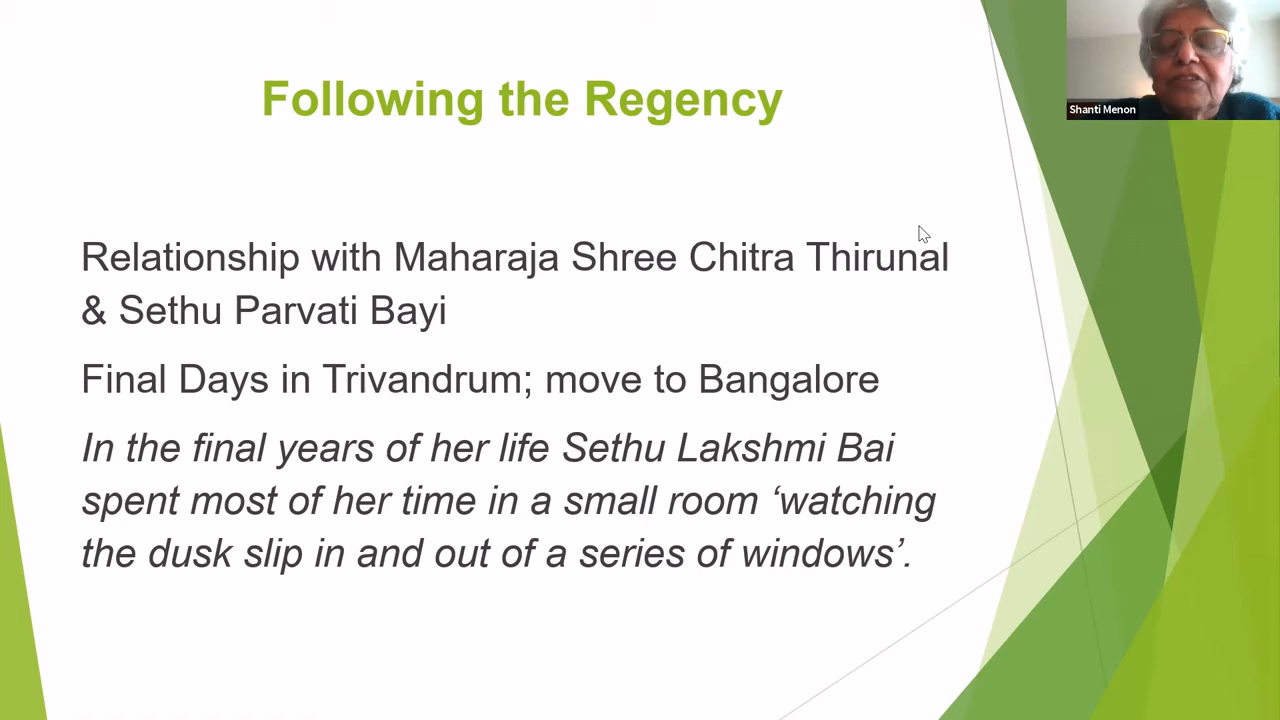 Following the Regency
Shanti Menon
Relationship with Maharaja Shree Chitra Thirunal
& Sethu Parvati Bayi
Final Days in Trivandrum; move to Bangalore
In the final years of her life Sethu Lakshmi Bai
spent most of her time in a small room ‘watching
the dusk slip in and out of a series of windows’.